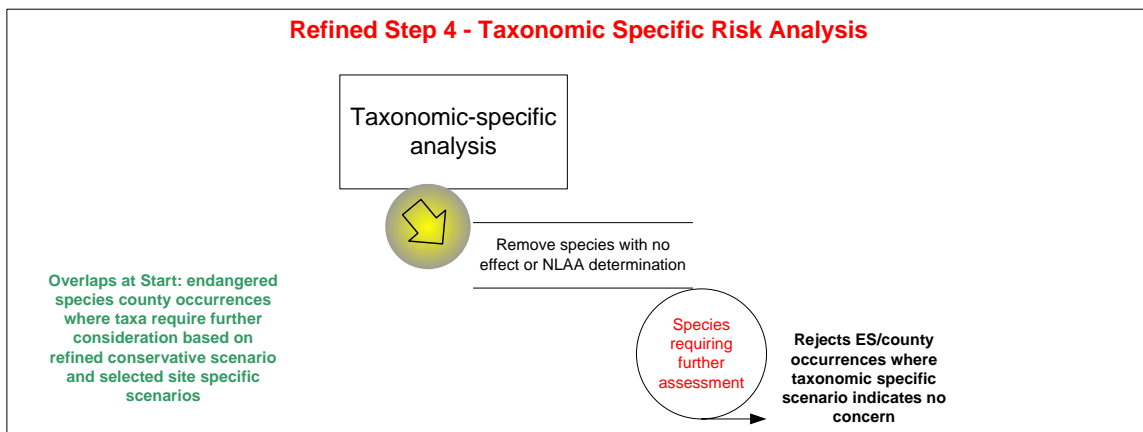 Refined Step 4 - Taxonomic Specific Risk Analysis
Taxonomic-specific
analysis
Remove species with no
effect or NLAA determination
Overlaps at Start: endangered
species county occurrences
where taxa require further
consideration based on
refined conservative scenario
and selected site specific
scenarios
Species
requiring
further
assessment
Rejects ES/county
occurrences where
taxonomic specific
scenario indicates no
concern